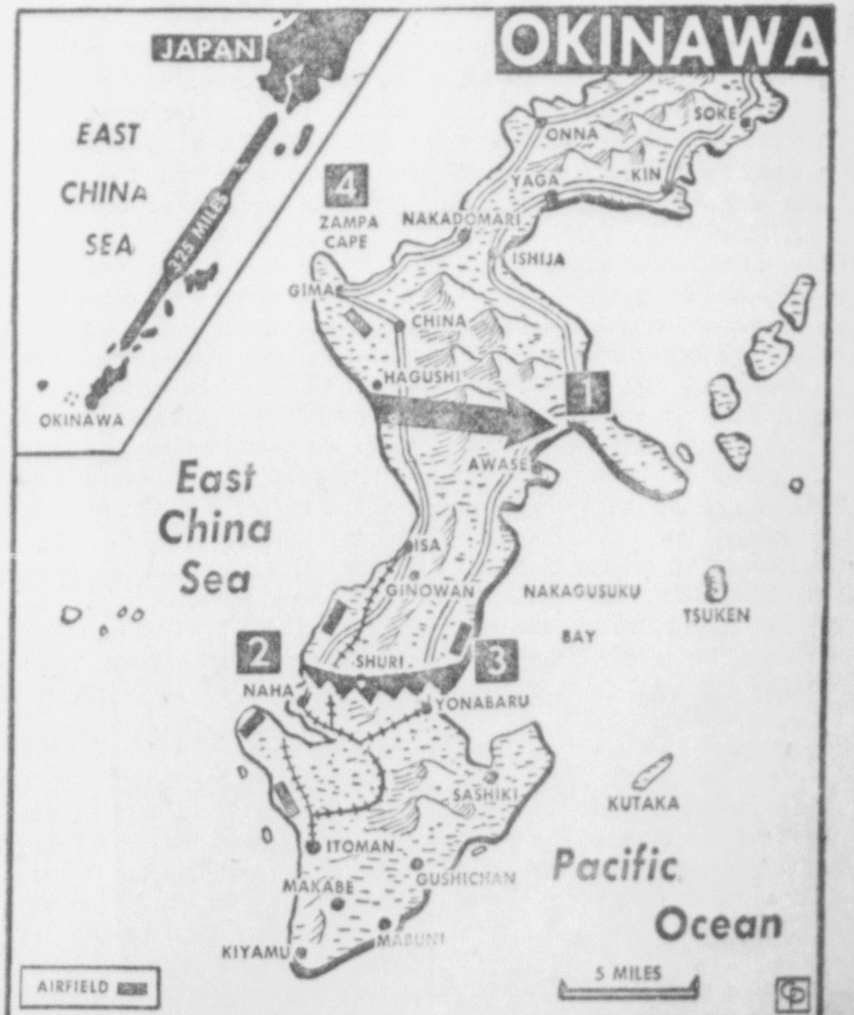 OKINAWA
JAPAN
EAST
CHINA
SEA
325 MILES
OKINAWA
4
ZAMPA
CAPE
ONNA
SOKE
YAGA
KIN
NAKADOMARI
ISHIJA
GIMA
CHINA
HAGUSHI
1
AWASE
East
China
Sea
ISA
GINOWAN
NAKAGUSUKU
BAY
TSUKEN
2
SHURI
3
NAHA
YONABARU
SASHIKI
KUTAKA
ITOMAN
GUSHICHAN
MAKABE
MABUNI
KIYAMU
Pacific
Ocean
AIRFIELD
5 MILES
CP